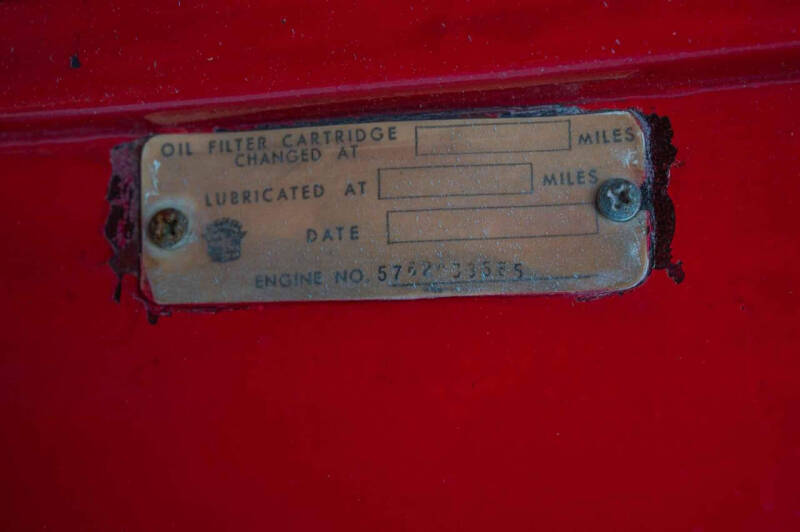 OIL FILTER CARTRIDGE MILES
CHANGED AT
LUBRICATED AT MILES
DATE
ENGINE NO.